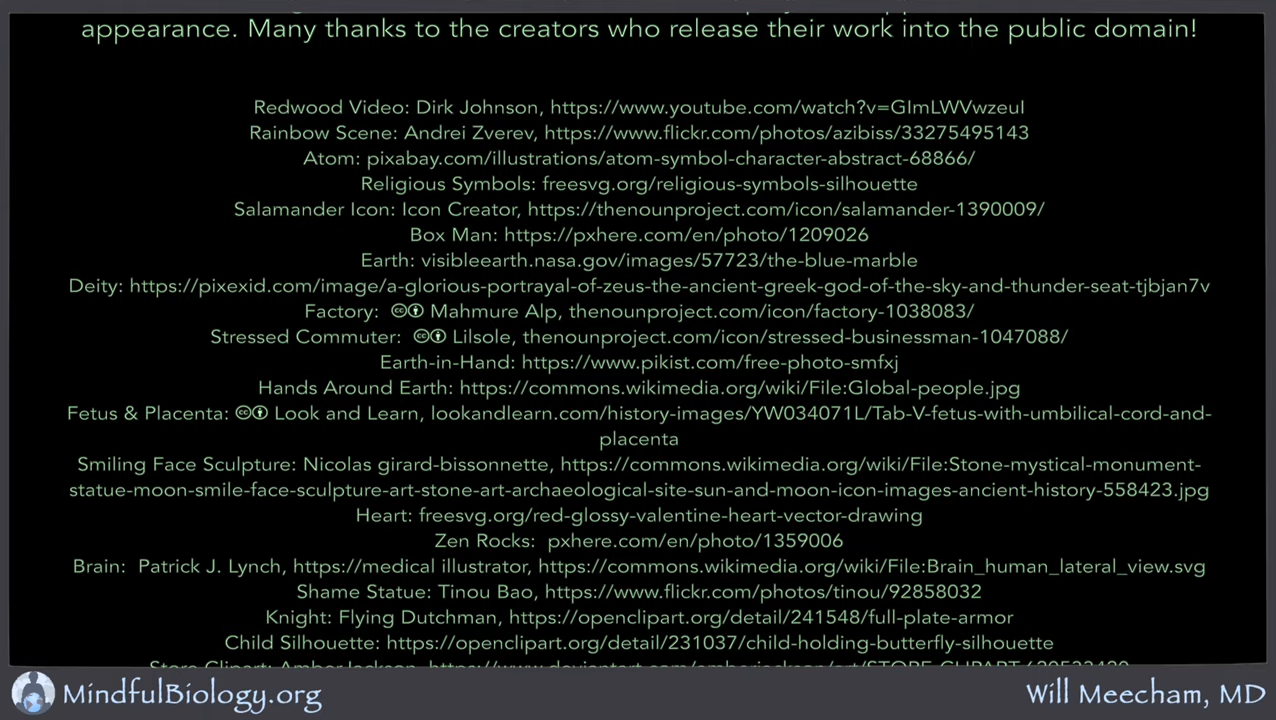 appearance. Many thanks to the creators who release their work into the public domain!
Redwood Video: Dirk Johnson, https://www.youtube.com/watch?v=GImLWVwzeuI
Rainbow Scene: Andrei Zverev, https://www.flickr.com/photos/azibiss/33275495143
Atom: pixabay.com/illustrations/atom-symbol-character-abstract-68866/
Religious Symbols: freesvg.org/religious-symbols-silhouette
Salamander Icon: Icon Creator, https://thenounproject.com/icon/salamander-1390009/
Box Man: https://pxhere.com/en/photo/1209026
Earth: visibleearth.nasa.gov/images/57723/the-blue-marble
Deity: https://pixexid.com/image/a-glorious-portrayal-of-zeus-the-ancient-greek-god-of-the-sky-and-thunder-seat-tjbjan7v
Factory: Mahmure Alp, thenounproject.com/icon/factory-1038083/
Stressed Commuter: Lilsole, thenounproject.com/icon/stressed-businessman-1047088/
Earth-in-Hand: https://www.pikist.com/free-photo-smfxj
Hands Around Earth: https://commons.wikimedia.org/wiki/File:Global-people.jpg
Fetus & Placenta: Look and Learn, lookandlearn.com/history-images/YW034071L/Tab-V-fetus-with-umbilical-cord-and-
placenta
Smiling Face Sculpture: Nicolas girard-bissonnette, https://commons.wikimedia.org/wiki/File:Stone-mystical-monument-
statue-moon-smile-face-sculpture-art-stone-art-archaeological-site-sun-and-moon-icon-images-ancient-history-558423.jpg
Heart: freesvg.org/red-glossy-valentine-heart-vector-drawing
Zen Rocks: pxhere.com/en/photo/1359006
Brain: Patrick J. Lynch, https://medical illustrator, https://commons.wikimedia.org/wiki/File:Brain_human_lateral_view.svg
Shame Statue: Tinou Bao, https://www.flickr.com/photos/tinou/92858032
Knight: Flying Dutchman, https://openclipart.org/detail/241548/full-plate-armor
Child Silhouette: https://openclipart.org/detail/231037/child-holding-butterfly-silhouette
Store Clipart: Amber
MindfulBiology.org
Will Meecham, MD